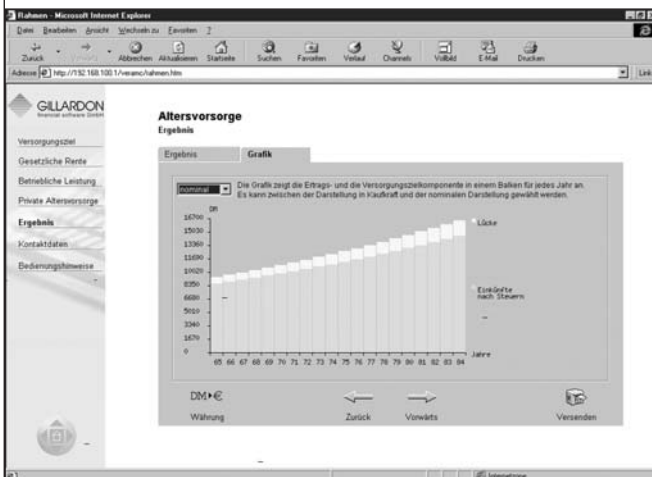 Rahmen - Microsoft Internet Explorer
Datei Bearbeiten Ansicht Wechseln zu Favoriten ?
Zurück Vorwärts Abbrechen Aktualisieren Startseite Suchen Favoriten Verlauf Channels Vollbild E-Mail Drucken
Adresse http://192.168.100.1/veramc/rahmen.htm Link
GILLARDON
financial software GmbH
Versorgungsziel
Gesetzliche Rente
Betriebliche Leistung
Private Altersvorsorge
Ergebnis
Kontaktdaten
Bedienungshinweise
Altersvorsorge
Ergebnis
Ergebnis Grafik
nominal
Die Grafik zeigt die Ertrags- und die Versorgungszielkomponente in einem Balken für jedes Jahr an.
Es kann zwischen der Darstellung in Kaufkraft und der nominalen Darstellung gewählt werden.
DM
16700
15030
13360
11690
10020
8350
6680
5010
3340
1670
0
65 66 67 68 69 70 71 72 73 74 75 76 77 78 79 80 81 82 83 84
Lücke
Einkünfte
nach Steuern
Jahre
DM €
Währung Zurück Vorwärts Versenden
Internetzone